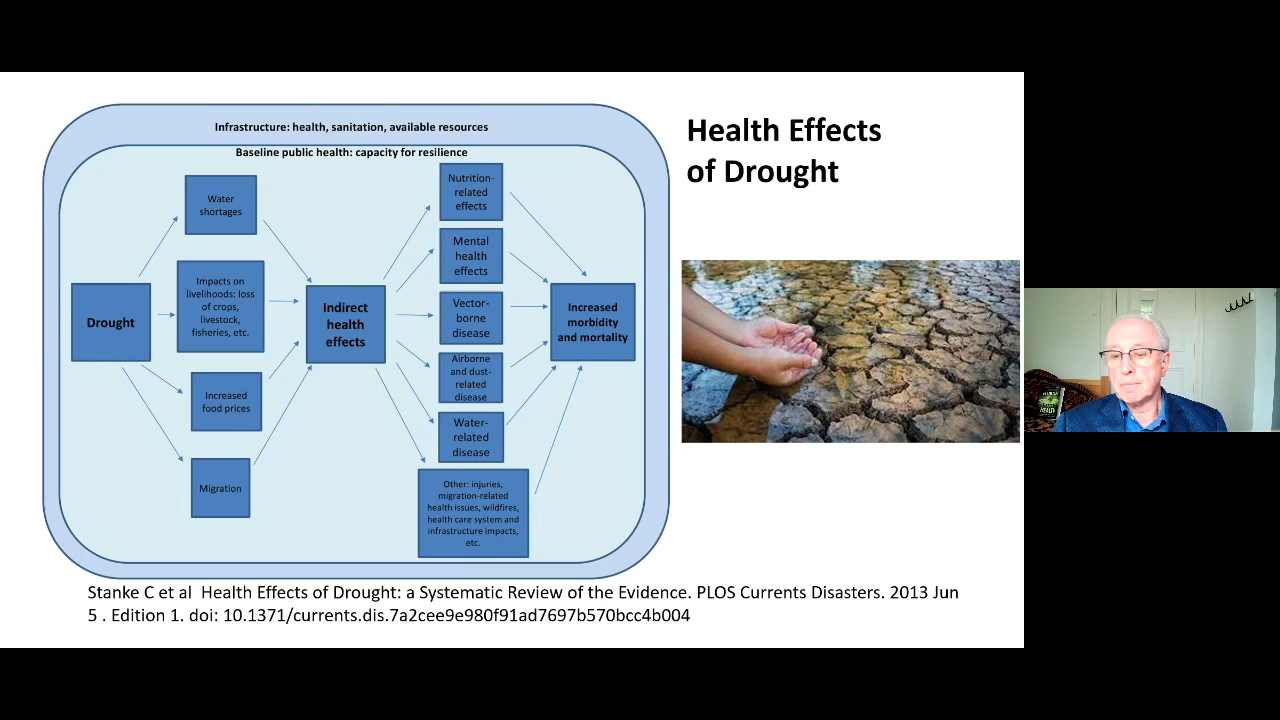 Infrastructure: health, sanitation, available resources
Baseline public health: capacity for resilience
Health Effects
of Drought
Drought
Water
shortages
Impacts on
livelihoods: loss
of crops,
livestock,
fisheries, etc.
Increased
food prices
Migration
Indirect
health
effects
Nutrition-
related
effects
Mental
health
effects
Vector-
borne
disease
Airborne
and dust-
related
disease
Water-
related
disease
Other: injuries,
migration-related
health issues, wildfires,
health care system and
infrastructure impacts,
etc.
Increased
morbidity
and mortality
Stanke C et al  Health Effects of Drought: a Systematic Review of the Evidence. PLOS Currents Disasters. 2013 Jun
5 . Edition 1. doi: 10.1371/currents.dis.7a2cee9e980f91ad7697b570bcc4b004